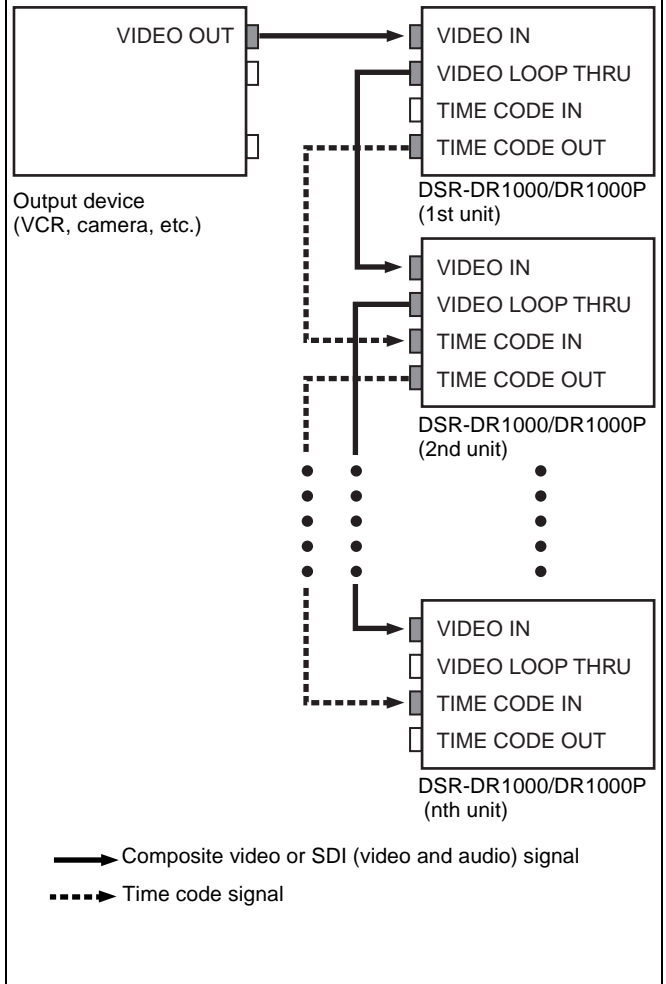 VIDEO OUT
Output device
(VCR, camera, etc.)
VIDEO IN
VIDEO LOOP THRU
TIME CODE IN
TIME CODE OUT
DSR-DR1000/DR1000P
(1st unit)
VIDEO IN
VIDEO LOOP THRU
TIME CODE IN
TIME CODE OUT
DSR-DR1000/DR1000P
(2nd unit)
VIDEO IN
VIDEO LOOP THRU
TIME CODE IN
TIME CODE OUT
DSR-DR1000/DR1000P
(nth unit)
Composite video or SDI (video and audio) signal
Time code signal